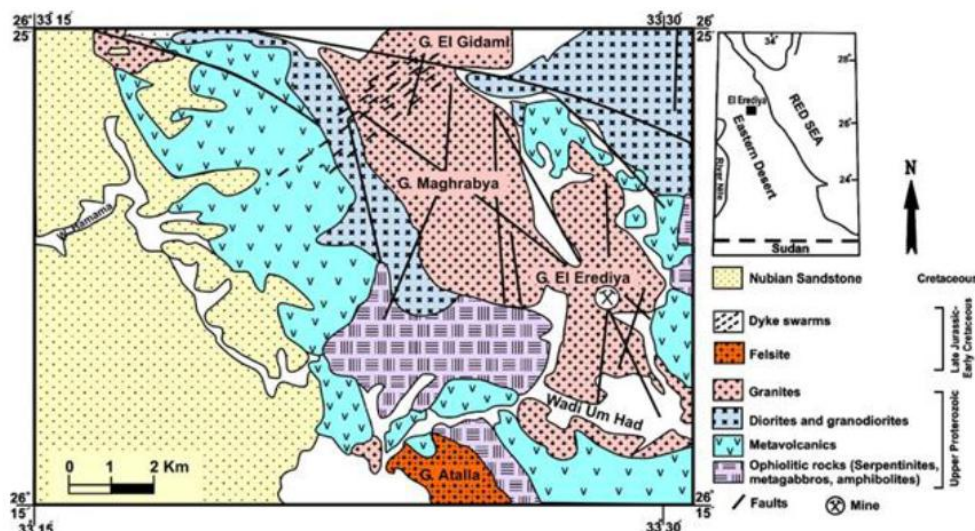 26°
33°15'
33°30'
26°
25'
25'
G. El Gidami
G. Maghrabya
W. Hamama
G. El Erediya
Wadi Um Had
G. Atalla
0 1 2 Km
26°
15'
26°
15'
33°15'
33°30'
28°
El Erediya
RED SEA
26°
Eastern Desert
24°
River Nile
Sudan
N
Nubian Sandstone
Cretaceous
Dyke swarms
Felsite
Late Jurassic-
Early Cretaceous
Granites
Diorites and granodiorites
Metavolcanics
Ophiolitic rocks (Serpentinites,
metagabbros, amphibolites)
Upper Proterozoic
Faults
Mine